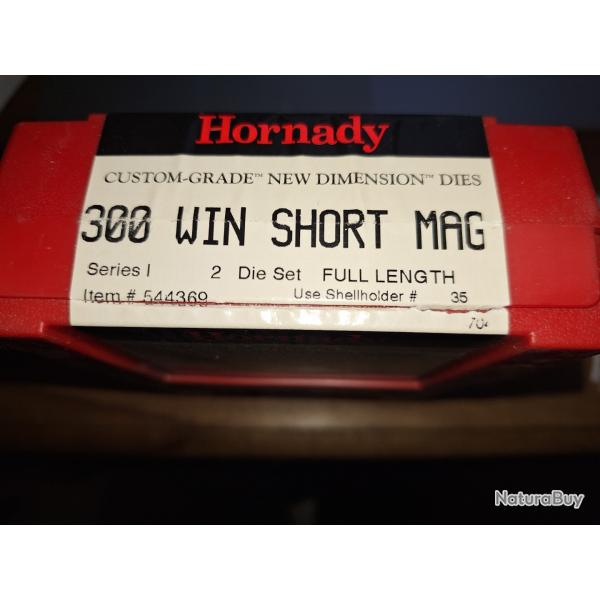 Hornady
CUSTOM-GRADE™ NEW DIMENSION™ DIES
300 WIN SHORT MAG
Series I 2 Die Set FULL LENGTH
Item # 544369 Use Shellholder # 35
Hornady
NaturaBuy